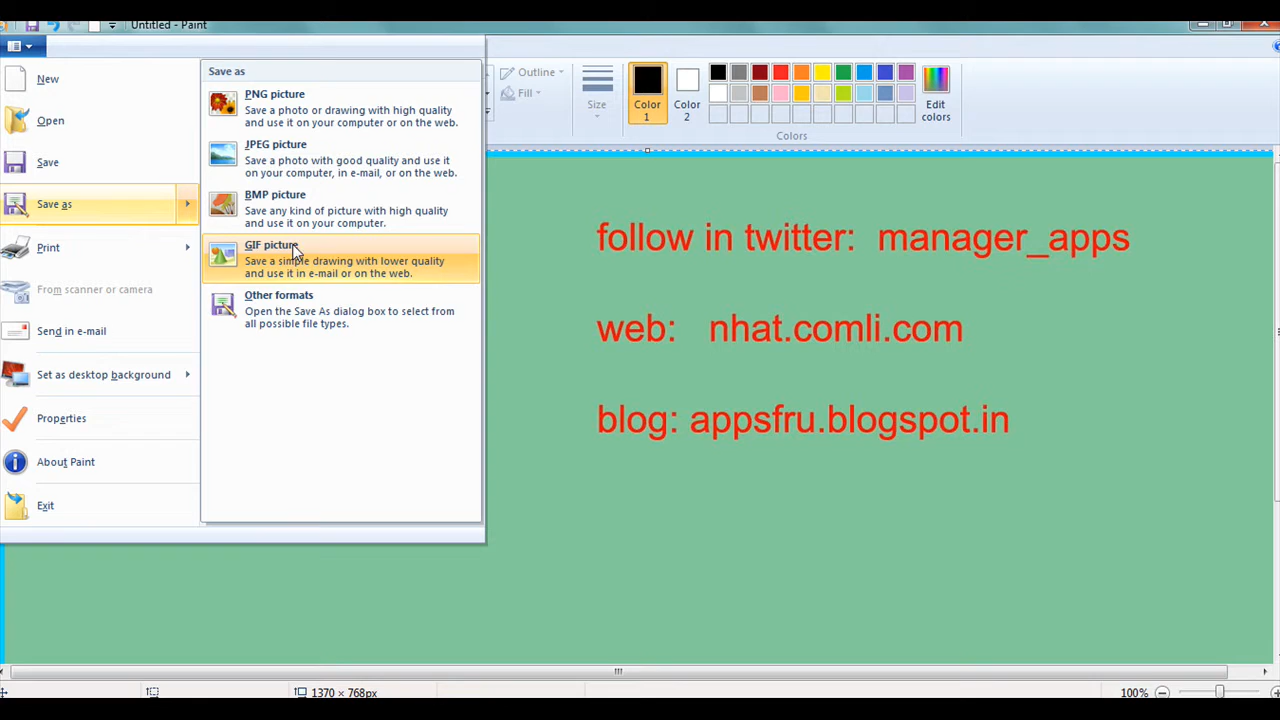 Untitled - Paint
New
Open
Save
Save as
Print
From scanner or camera
Send in e-mail
Set as desktop background
Properties
About Paint
Exit
Save as
PNG picture
Save a photo or drawing with high quality
and use it on your computer or on the web.
JPEG picture
Save a photo with good quality and use it
on your computer, in e-mail, or on the web.
BMP picture
Save any kind of picture with high quality
and use it on your computer.
GIF picture
Save a simple drawing with lower quality
and use it in e-mail or on the web.
Other formats
Open the Save As dialog box to select from
all possible file types.
Outline
Fill
Size
Color
1
Color
2
Edit
colors
Colors
follow in twitter:  manager_apps
web:   nhat.comli.com
blog: appsfru.blogspot.in
1370 × 768px
100%